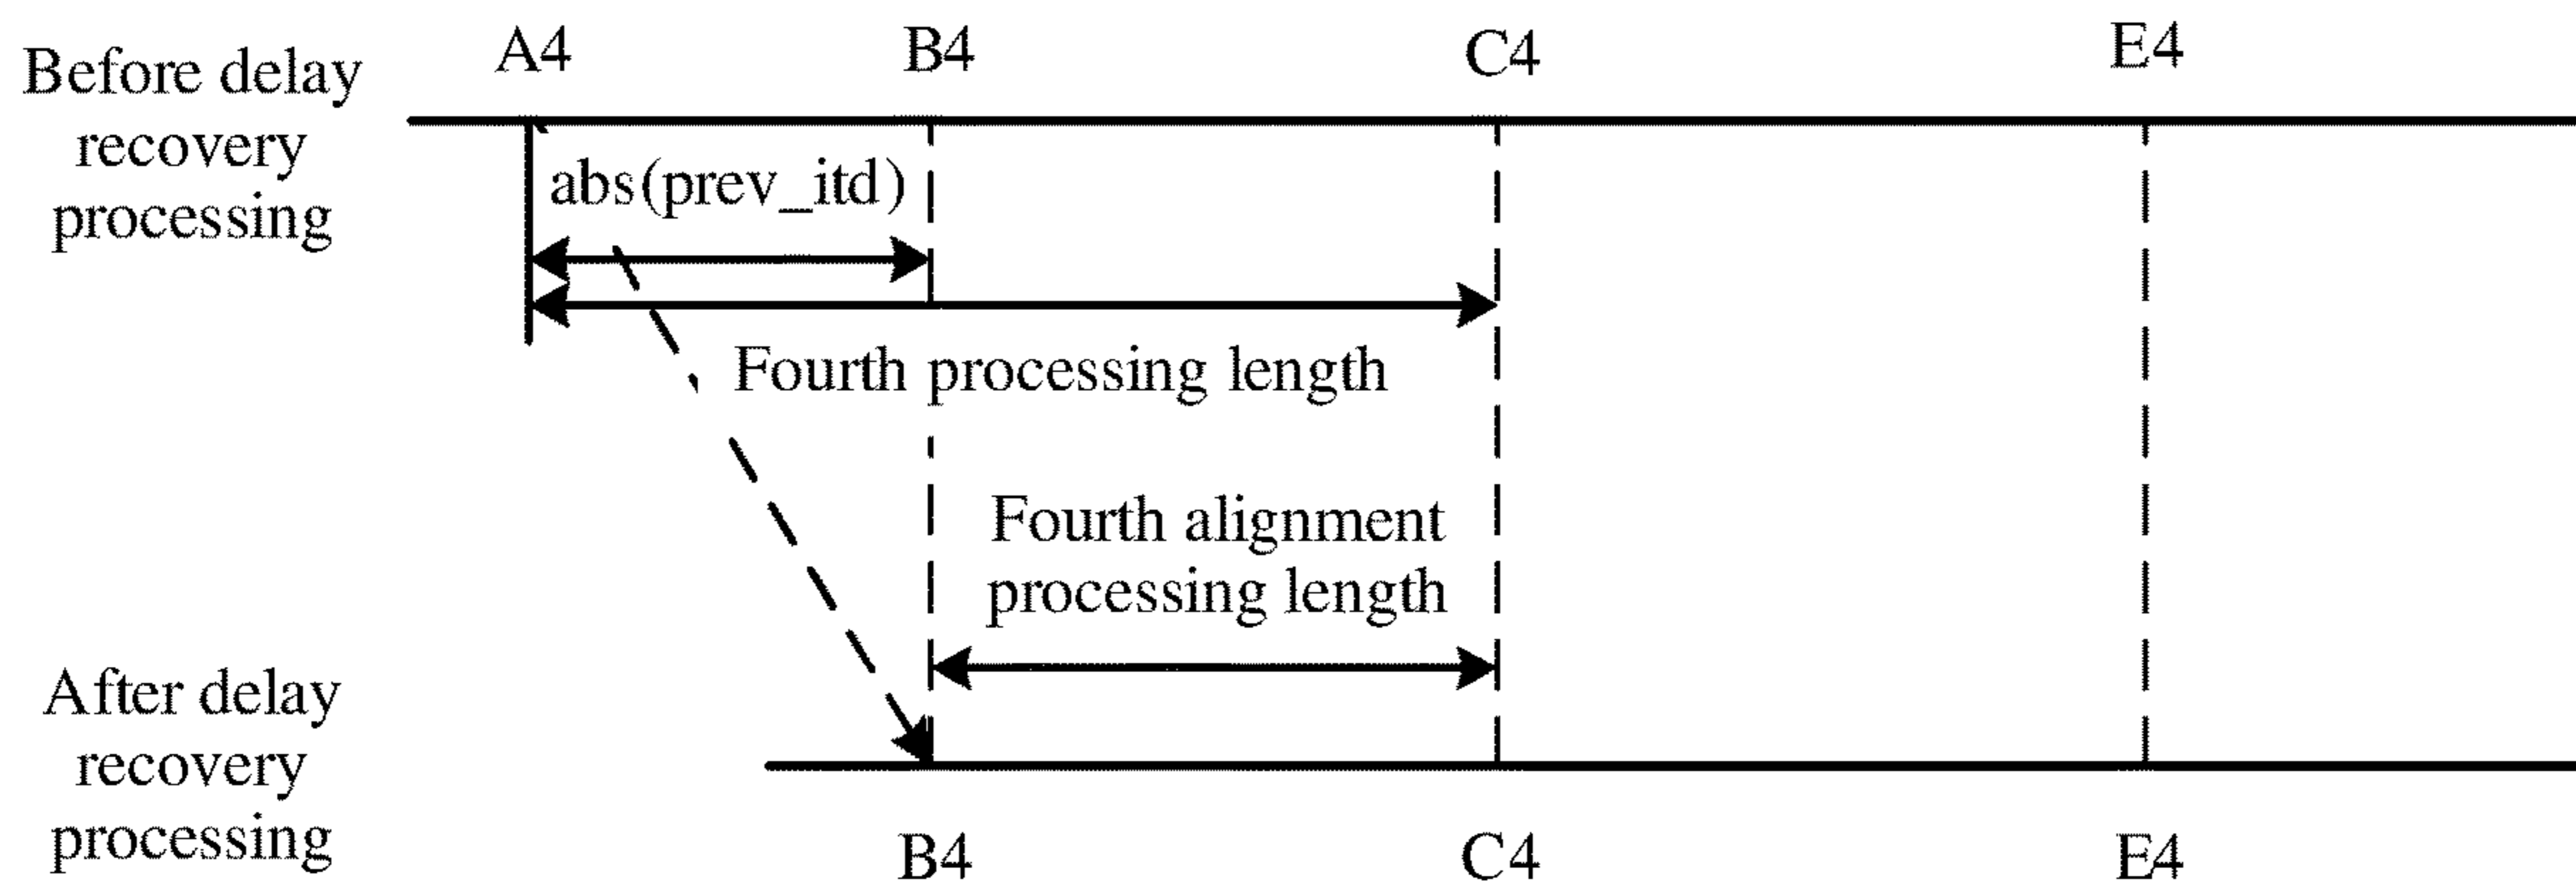 A4
B4
C4
E4
Before delay
recovery
processing
abs(prev_itd)
Fourth processing length
Fourth alignment
processing length
After delay
recovery
processing
B4
C4
E4